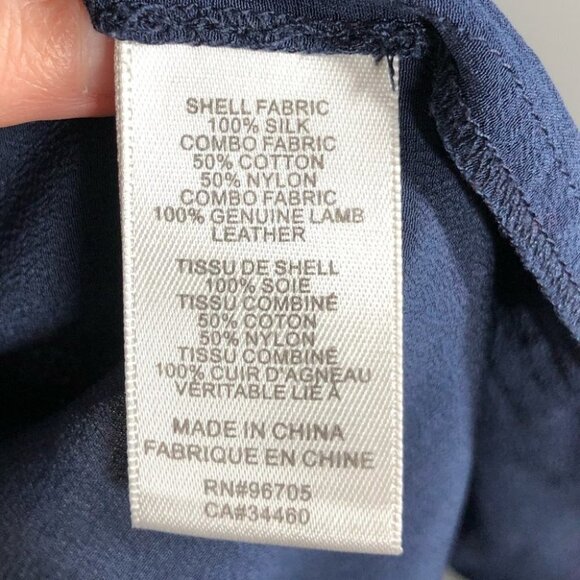 SHELL FABRIC
100% SILK
COMBO FABRIC
50% COTTON
50% NYLON
COMBO FABRIC
100% GENUINE LAMB
LEATHER
TISSU DE SHELL
100% SOIE
TISSU COMBINÉ
50% COTON
50% NYLON
TISSU COMBINÉ
100% CUIR D'AGNEAU
VÉRITABLE LIE À
MADE IN CHINA
FABRIQUE EN CHINE
RN#96705
CA#34460